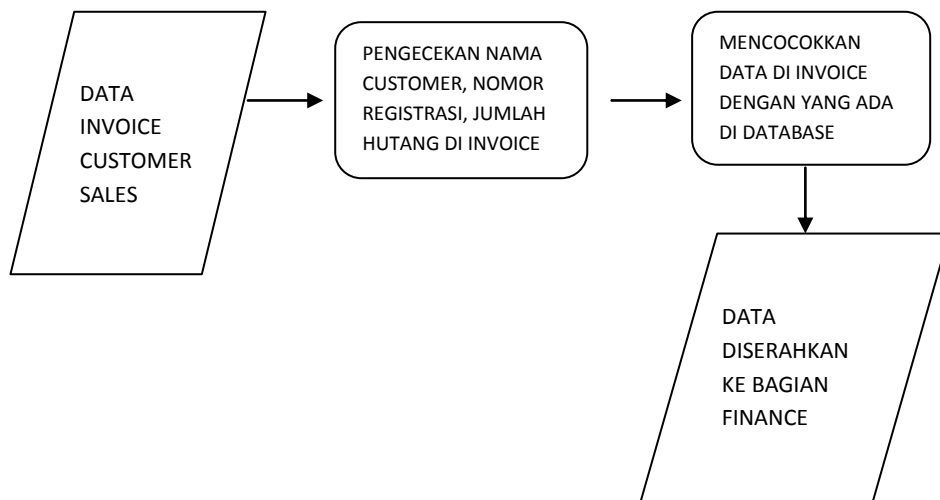 DATA
INVOICE
CUSTOMER
SALES
PENGECEKAN NAMA
CUSTOMER, NOMOR
REGISTRASI, JUMLAH
HUTANG DI INVOICE
MENCOCOKKAN
DATA DI INVOICE
DENGAN YANG ADA
DI DATABASE
DATA
DISERAHKAN
KE BAGIAN
FINANCE